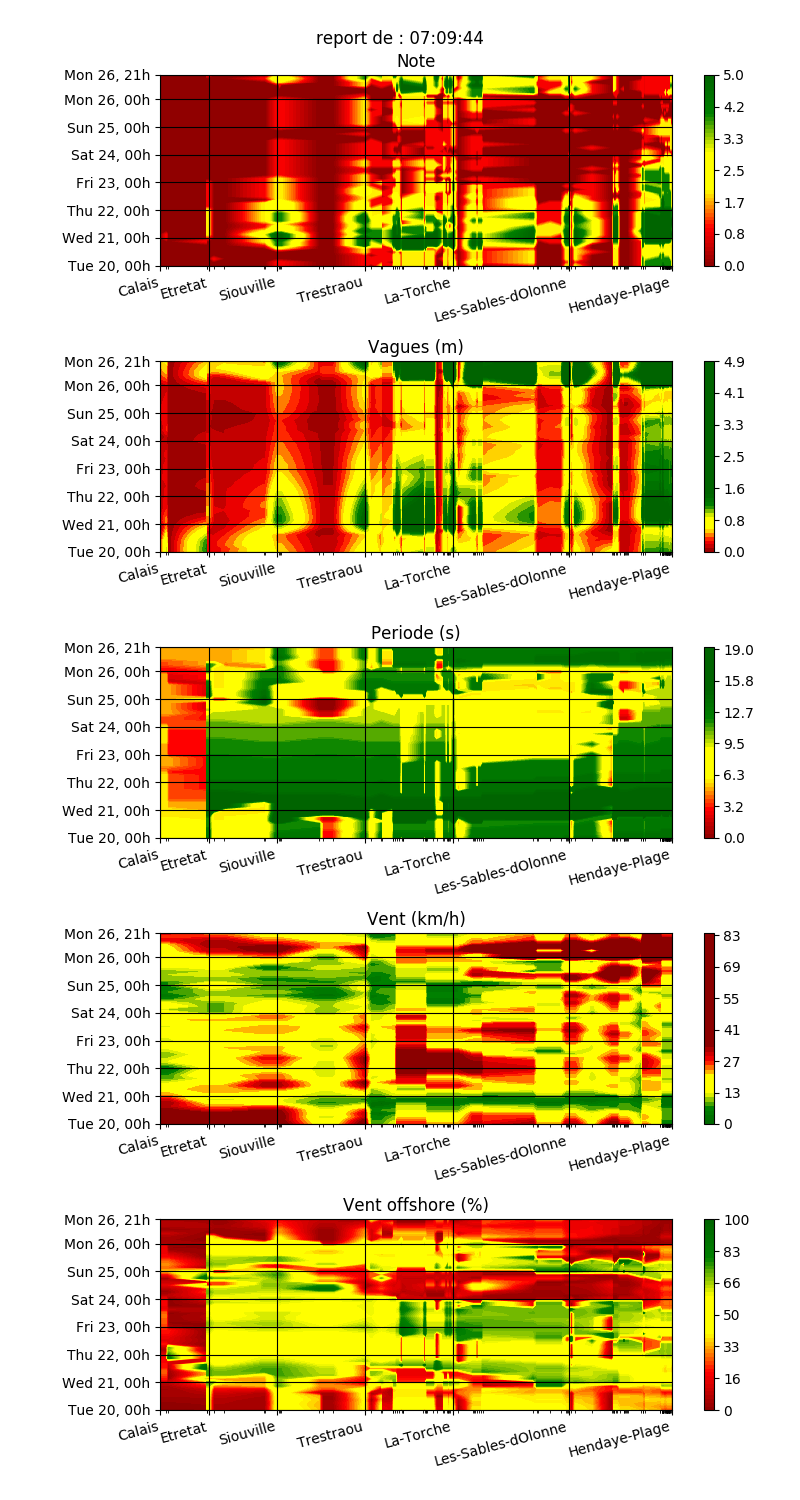 report de : 07:09:44
Note
Mon 26, 21h
Mon 26, 00h
Sun 25, 00h
Sat 24, 00h
Fri 23, 00h
Thu 22, 00h
Wed 21, 00h
Tue 20, 00h
Calais
Etretat
Siouville
Trestraou
La-Torche
Les-Sables-dOlonne
Hendaye-Plage
5.0
4.2
3.3
2.5
1.7
0.8
0.0
Vagues (m)
Mon 26, 21h
Mon 26, 00h
Sun 25, 00h
Sat 24, 00h
Fri 23, 00h
Thu 22, 00h
Wed 21, 00h
Tue 20, 00h
Calais
Etretat
Siouville
Trestraou
La-Torche
Les-Sables-dOlonne
Hendaye-Plage
4.9
4.1
3.3
2.5
1.6
0.8
0.0
Periode (s)
Mon 26, 21h
Mon 26, 00h
Sun 25, 00h
Sat 24, 00h
Fri 23, 00h
Thu 22, 00h
Wed 21, 00h
Tue 20, 00h
Calais
Etretat
Siouville
Trestraou
La-Torche
Les-Sables-dOlonne
Hendaye-Plage
19.0
15.8
12.7
9.5
6.3
3.2
0.0
Vent (km/h)
Mon 26, 21h
Mon 26, 00h
Sun 25, 00h
Sat 24, 00h
Fri 23, 00h
Thu 22, 00h
Wed 21, 00h
Tue 20, 00h
Calais
Etretat
Siouville
Trestraou
La-Torche
Les-Sables-dOlonne
Hendaye-Plage
83
69
55
41
27
13
0
Vent offshore (%)
Mon 26, 21h
Mon 26, 00h
Sun 25, 00h
Sat 24, 00h
Fri 23, 00h
Thu 22, 00h
Wed 21, 00h
Tue 20, 00h
Calais
Etretat
Siouville
Trestraou
La-Torche
Les-Sables-dOlonne
Hendaye-Plage
100
83
66
50
33
16
0